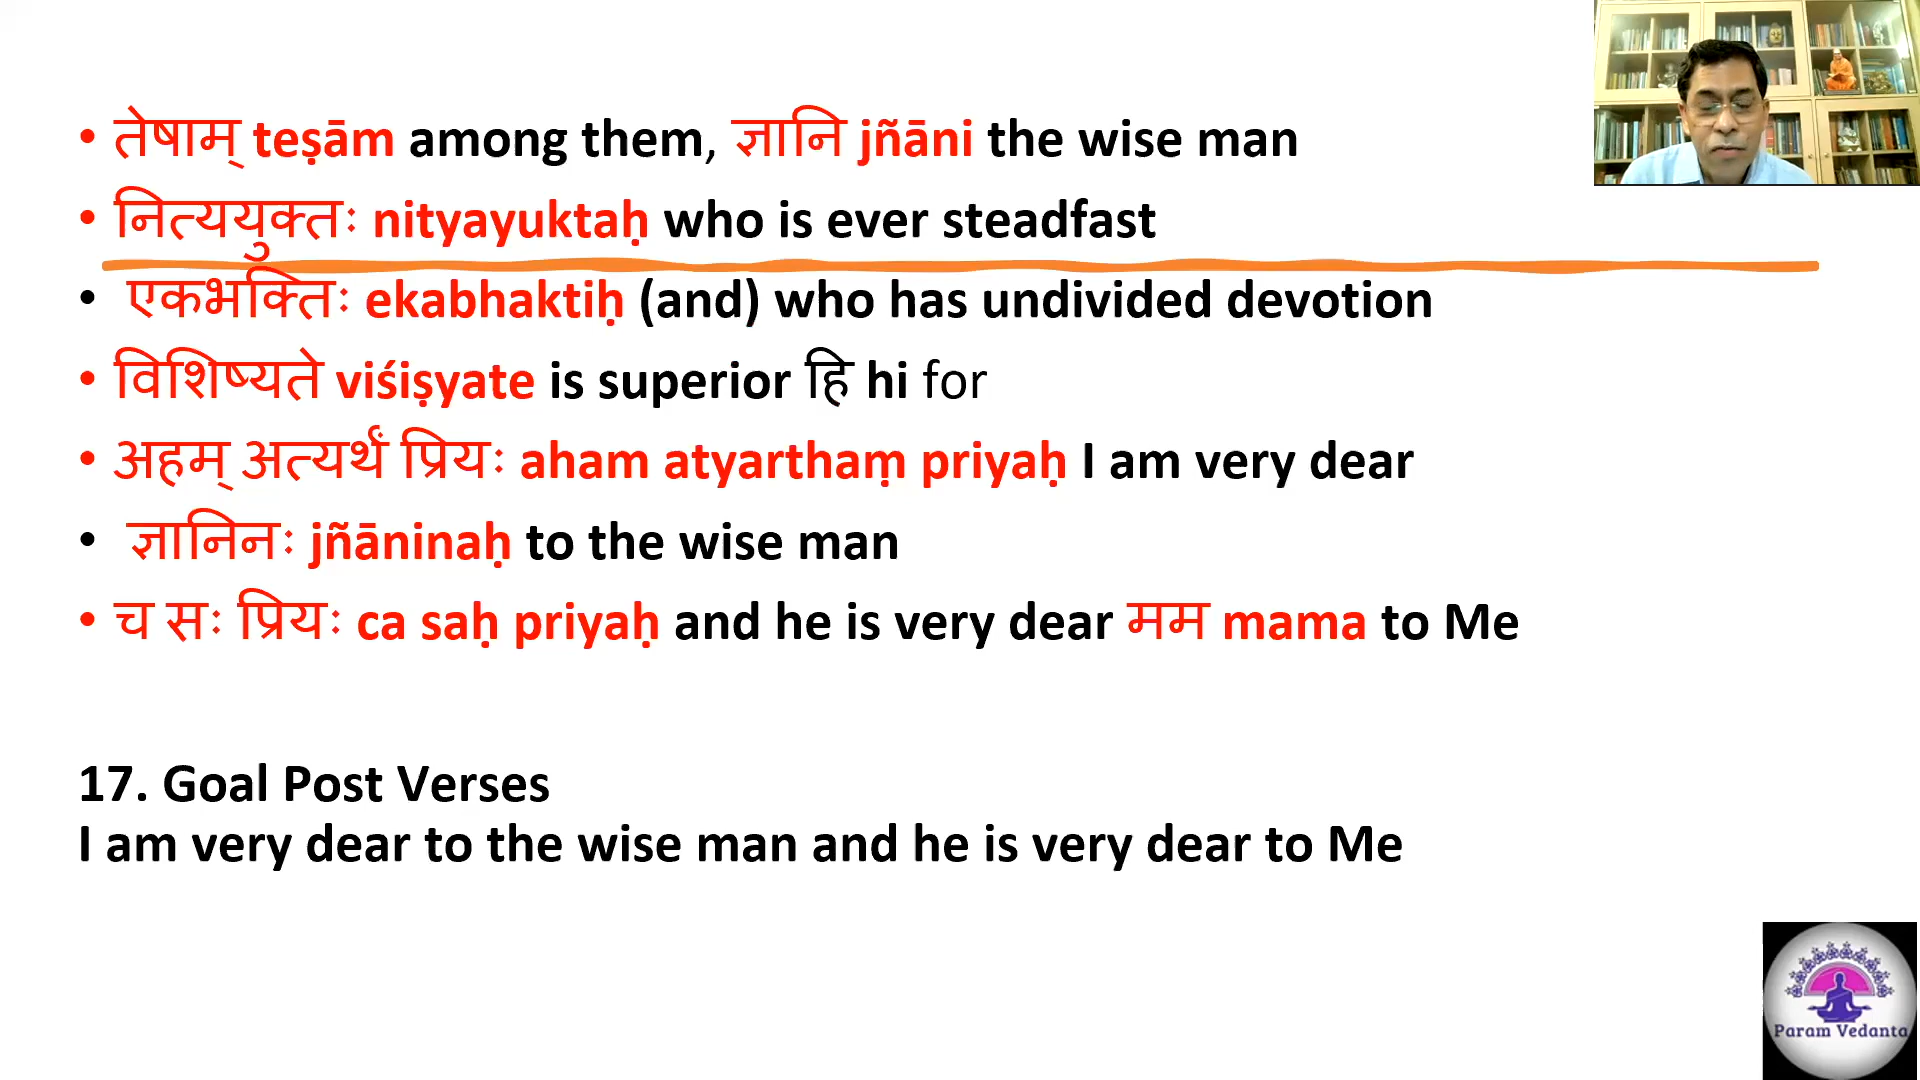 • तेषाम् teṣām among them, ज्ञानि jñāni the wise man
• नित्ययुक्तः nityayuktaḥ who is ever steadfast
• एकभक्तिः ekabhaktiḥ (and) who has undivided devotion
• विशिष्यते viśiṣyate is superior हि hi for
• अहम् अत्यर्थं प्रियः aham atyarthaṃ priyaḥ I am very dear
• ज्ञानिनः jñāninaḥ to the wise man
• च सः प्रियः ca saḥ priyaḥ and he is very dear मम mama to Me
17. Goal Post Verses
I am very dear to the wise man and he is very dear to Me
Param Vedanta